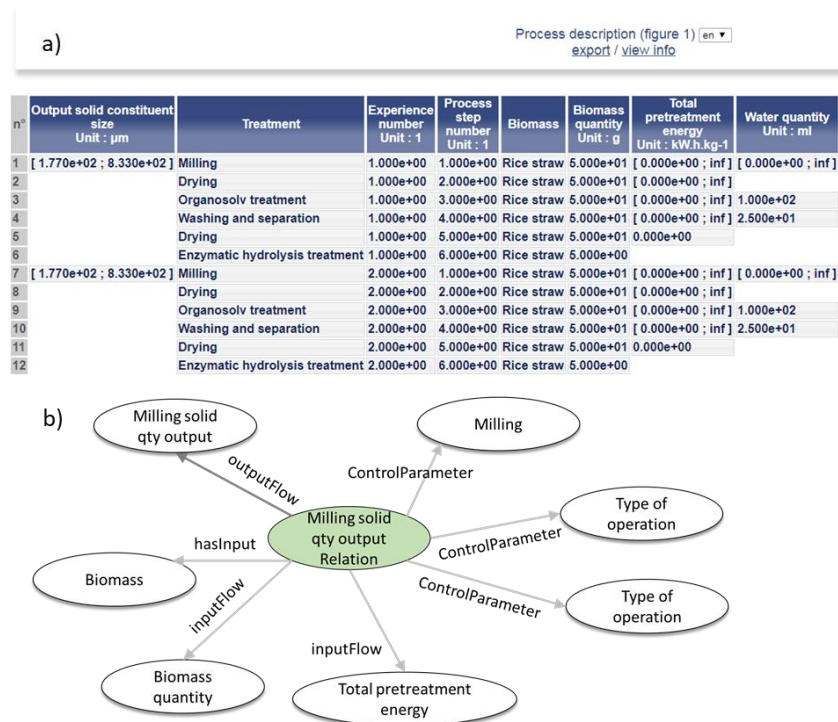 a)
Process description (figure 1) en ▼
export / view info
n° Output solid constituent size Unit : µm Treatment Experience number Unit : 1 Process step number Unit : 1 Biomass Biomass quantity Unit : g Total pretreatment energy Unit : kW.h.kg-1 Water quantity Unit : ml
1 [ 1.770e+02 ; 8.330e+02 ] Milling 1.000e+00 1.000e+00 Rice straw 5.000e+01 [ 0.000e+00 ; inf ] [ 0.000e+00 ; inf ]
2 Drying 1.000e+00 2.000e+00 Rice straw 5.000e+01 [ 0.000e+00 ; inf ]
3 Organosolv treatment 1.000e+00 3.000e+00 Rice straw 5.000e+01 [ 0.000e+00 ; inf ] 1.000e+02
4 Washing and separation 1.000e+00 4.000e+00 Rice straw 5.000e+01 [ 0.000e+00 ; inf ] 2.500e+01
5 Drying 1.000e+00 5.000e+00 Rice straw 5.000e+01 0.000e+00
6 Enzymatic hydrolysis treatment 1.000e+00 6.000e+00 Rice straw 5.000e+00
7 [ 1.770e+02 ; 8.330e+02 ] Milling 2.000e+00 1.000e+00 Rice straw 5.000e+01 [ 0.000e+00 ; inf ] [ 0.000e+00 ; inf ]
8 Drying 2.000e+00 2.000e+00 Rice straw 5.000e+01 [ 0.000e+00 ; inf ]
9 Organosolv treatment 2.000e+00 3.000e+00 Rice straw 5.000e+01 [ 0.000e+00 ; inf ] 1.000e+02
10 Washing and separation 2.000e+00 4.000e+00 Rice straw 5.000e+01 [ 0.000e+00 ; inf ] 2.500e+01
11 Drying 2.000e+00 5.000e+00 Rice straw 5.000e+01 0.000e+00
12 Enzymatic hydrolysis treatment 2.000e+00 6.000e+00 Rice straw 5.000e+00
b)
Milling solid
qty output
Milling
outputFlow
ControlParameter
Milling solid
qty output
Relation
Type of
operation
ControlParameter
hasInput
Biomass
ControlParameter
Type of
operation
inputFlow
inputFlow
Biomass
quantity
Total pretreatment
energy